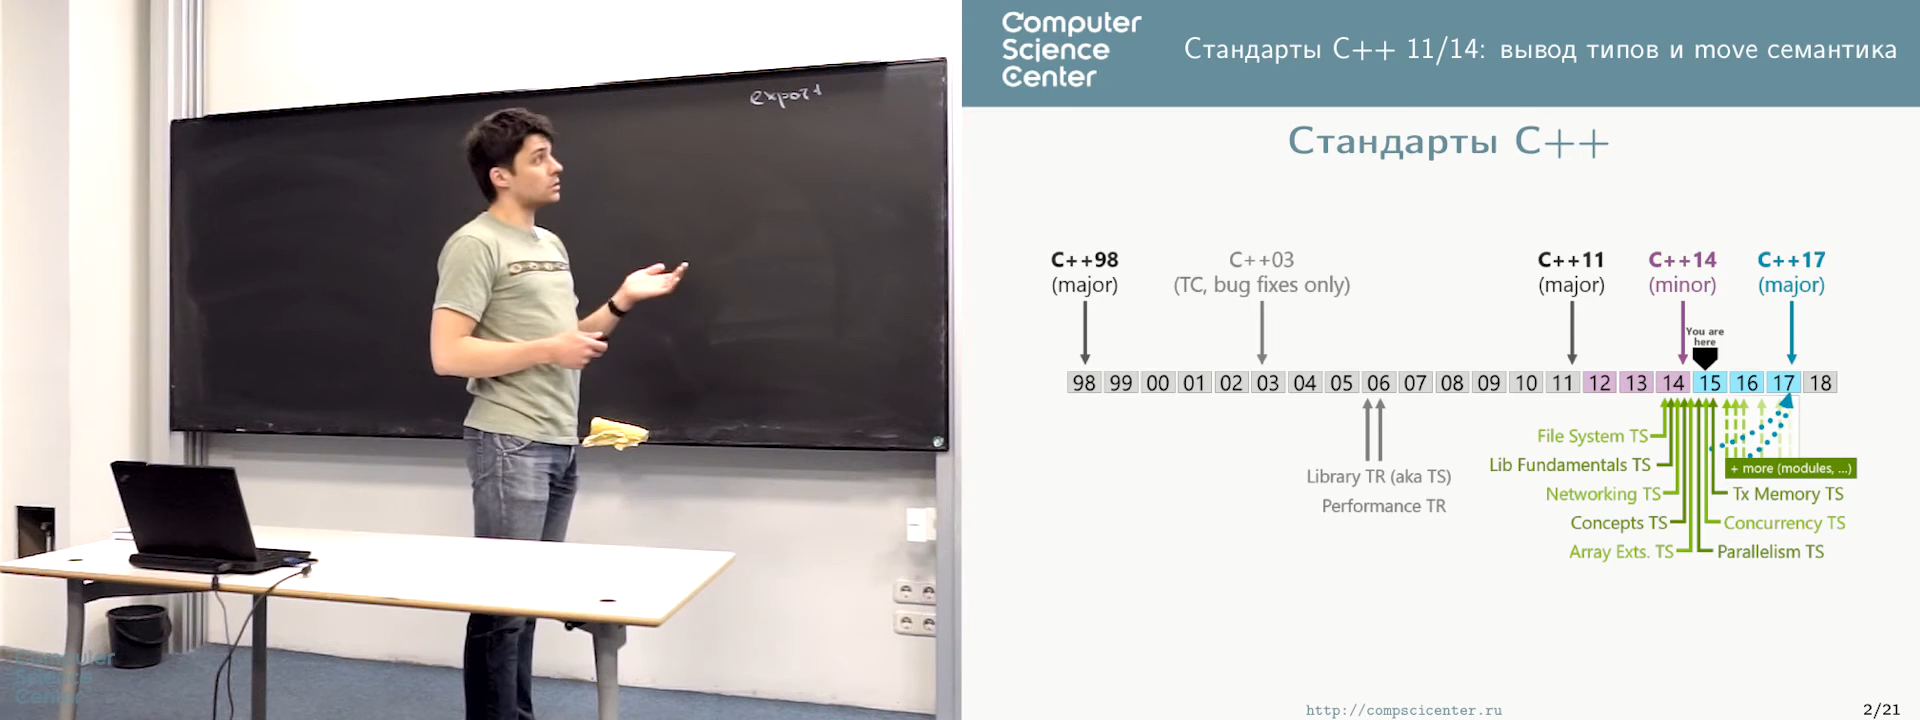 export
Computer
Science
Center
Computer
Science
Center
Стандарты C++ 11/14: вывод типов и move семантика
Стандарты C++
C++98
(major)
C++03
(TC, bug fixes only)
C++11
(major)
C++14
(minor)
C++17
(major)
You are
here
98 99 00 01 02 03 04 05 06 07 08 09 10 11 12 13 14 15 16 17 18
File System TS
Lib Fundamentals TS
Networking TS
Concepts TS
Array Exts. TS
Library TR (aka TS)
Performance TR
+ more (modules, ...)
Tx Memory TS
Concurrency TS
Parallelism TS
http://compscicenter.ru
2/21